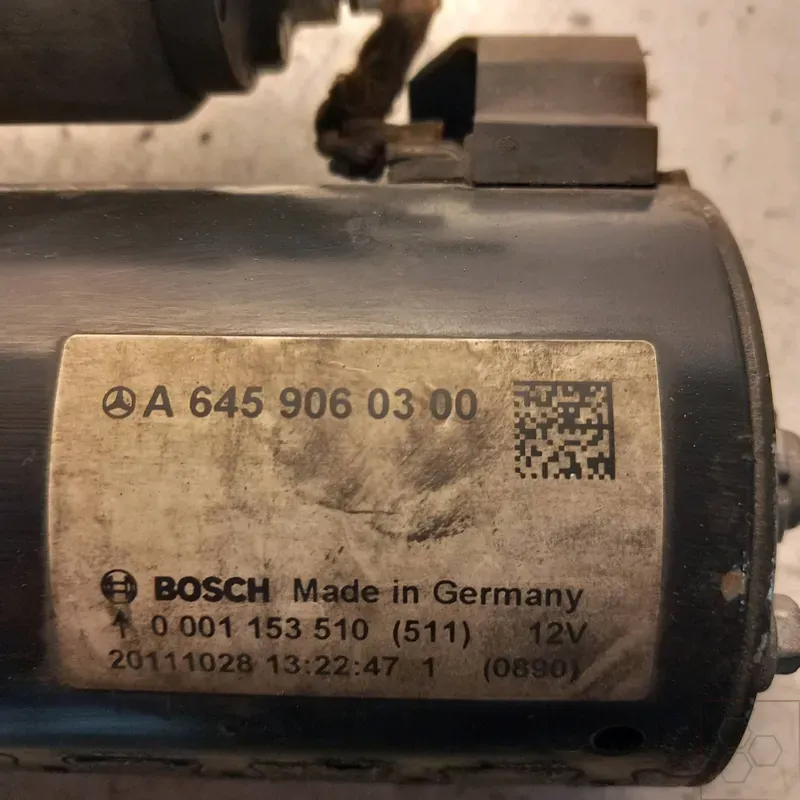 A 645 906 03 00
BOSCH Made in Germany
0 001 153 510 (511) 12V
20111028 13:22:47 1 (0890)